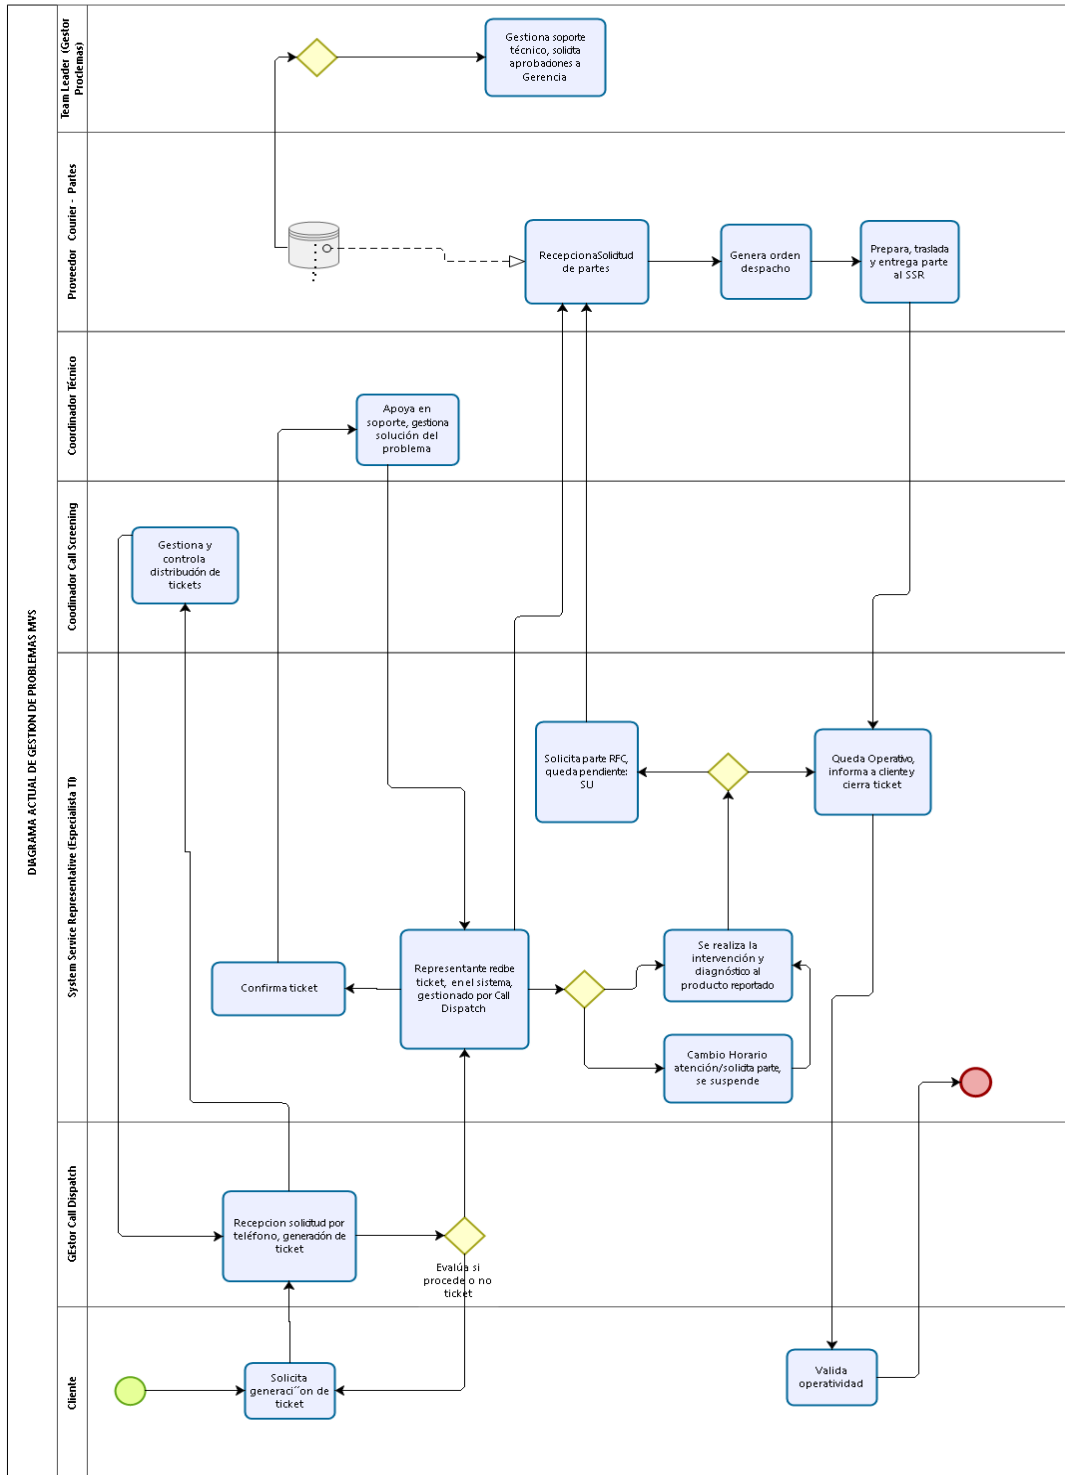 DIAGRAMA ACTUAL DE GESTION DE PROBLEMAS MVS
Team Leader (Gestor
Proclemas)
Gestiona soporte
técnico, solicita
aprobaciones a
Gerencia
Proveedor Courier - Partes
RecepcionaSolicitud
de partes
Genera orden
despacho
Prepara, traslada
y entrega parte
al SSR
Coordinador Técnico
Apoya en
soporte, gestiona
solución del
problema
Coodinador Call Screening
Gestiona y
controla
distribución de
tickets
System Service Representative (Especialista TI)
Solicita parte RFC,
queda pendiente:
SU
Queda Operativo,
informa a cliente y
cierra ticket
Representante recibe
ticket, en el sistema,
gestionado por Call
Dispatch
Confirma ticket
Se realiza la
intervención y
diagnóstico al
producto reportado
Cambio Horario
atención/solicita parte,
se suspende
GEstor Call Dispatch
Recepcion solicitud por
teléfono, generación de
ticket
Evalúa si
procede o no
ticket
Cliente
Solicita
generaci´´on de
ticket
Valida
operatividad